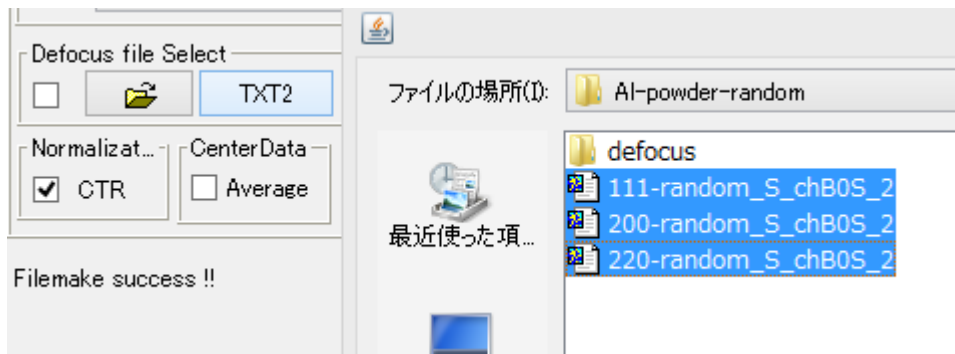 Defocus file Select
TXT2
Normalizat...
CTR
CenterData
Average
Filemake success !!
ファイルの場所(I):
Al-powder-random
最近使った項...
defocus
111-random_S_chB0S_2
200-random_S_chB0S_2
220-random_S_chB0S_2